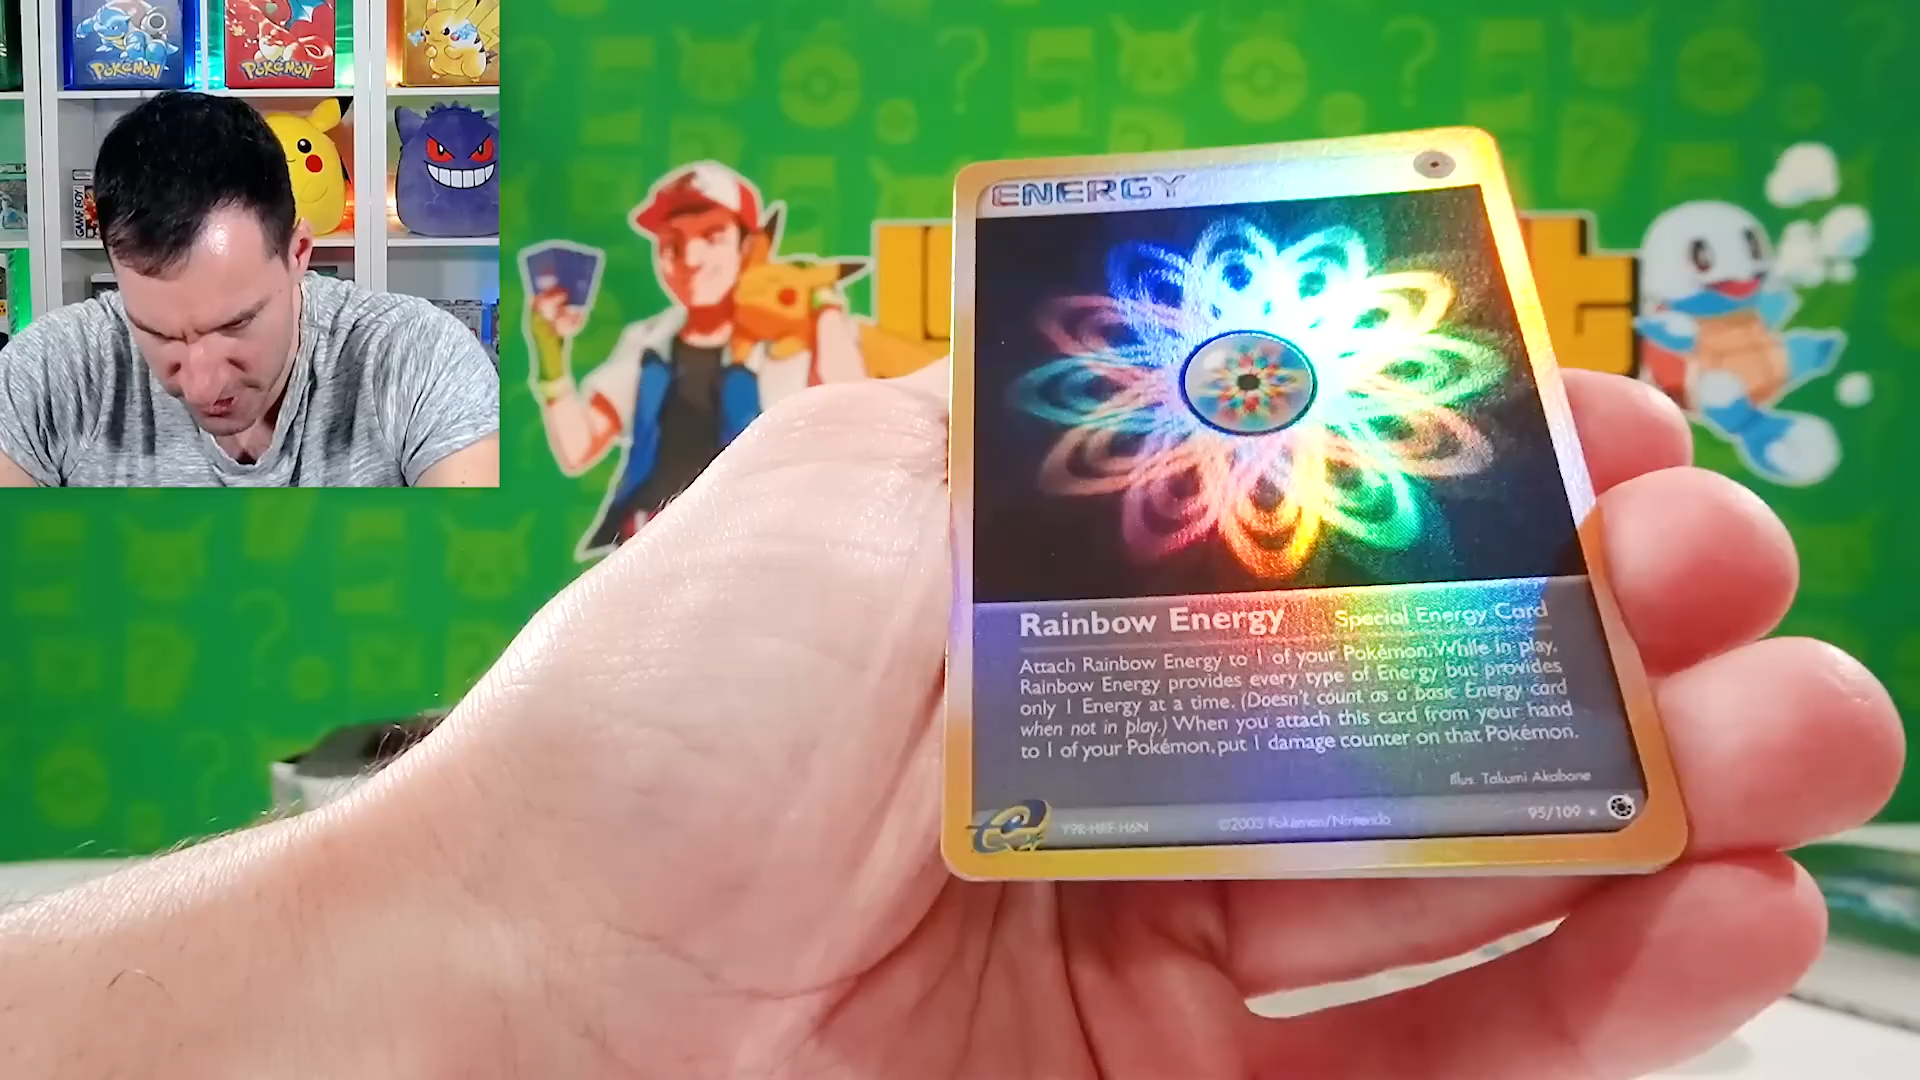 POKéMON
POKéMON
GAME BOY
ENERGY
Rainbow Energy Special Energy Card
Attach Rainbow Energy to 1 of your Pokémon. While in play,
Rainbow Energy provides every type of Energy but provides
only 1 Energy at a time. (Doesn't count as a basic Energy card
when not in play.) When you attach this card from your hand
to 1 of your Pokémon, put 1 damage counter on that Pokémon.
Illus. Takumi Akabane
©2003 Pokémon/Nintendo
95/109